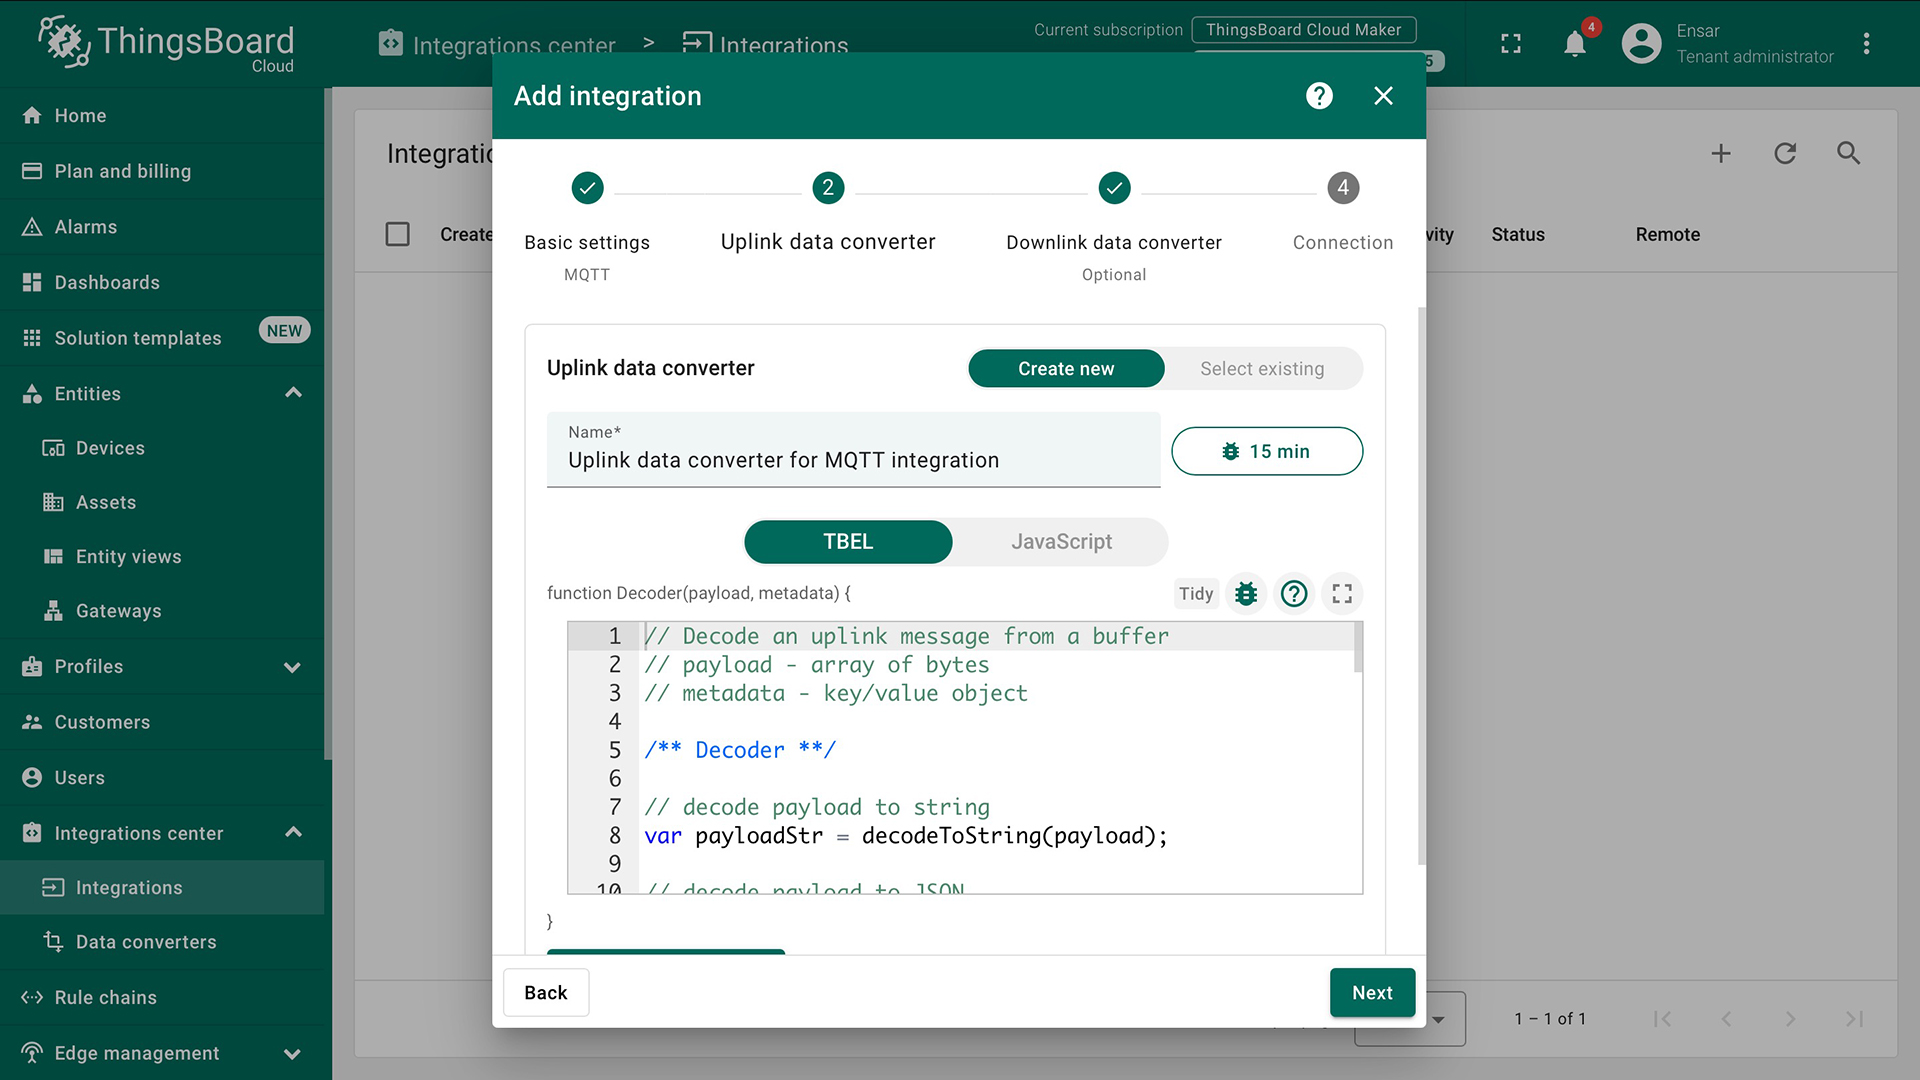 ThingsBoard
Cloud
Integrations center > Integrations
Current subscription ThingsBoard Cloud Maker
5
4
Ensar
Tenant administrator
Home
Plan and billing
Alarms
Dashboards
Solution templates NEW
Entities
Devices
Assets
Entity views
Gateways
Profiles
Customers
Users
Integrations center
Integrations
Data converters
Rule chains
Edge management
Integratio
Create
vity Status Remote
Add integration
2 4
Basic settings Uplink data converter Downlink data converter Connection
MQTT Optional
Uplink data converter Create new Select existing
Name*
Uplink data converter for MQTT integration
15 min
TBEL JavaScript
function Decoder(payload, metadata) { Tidy
1 // Decode an uplink message from a buffer
2 // payload - array of bytes
3 // metadata - key/value object
4
5 /** Decoder **/
6
7 // decode payload to string
8 var payloadStr = decodeToString(payload);
9
10 // decode payload to JSON
}
Back Next
1 – 1 of 1